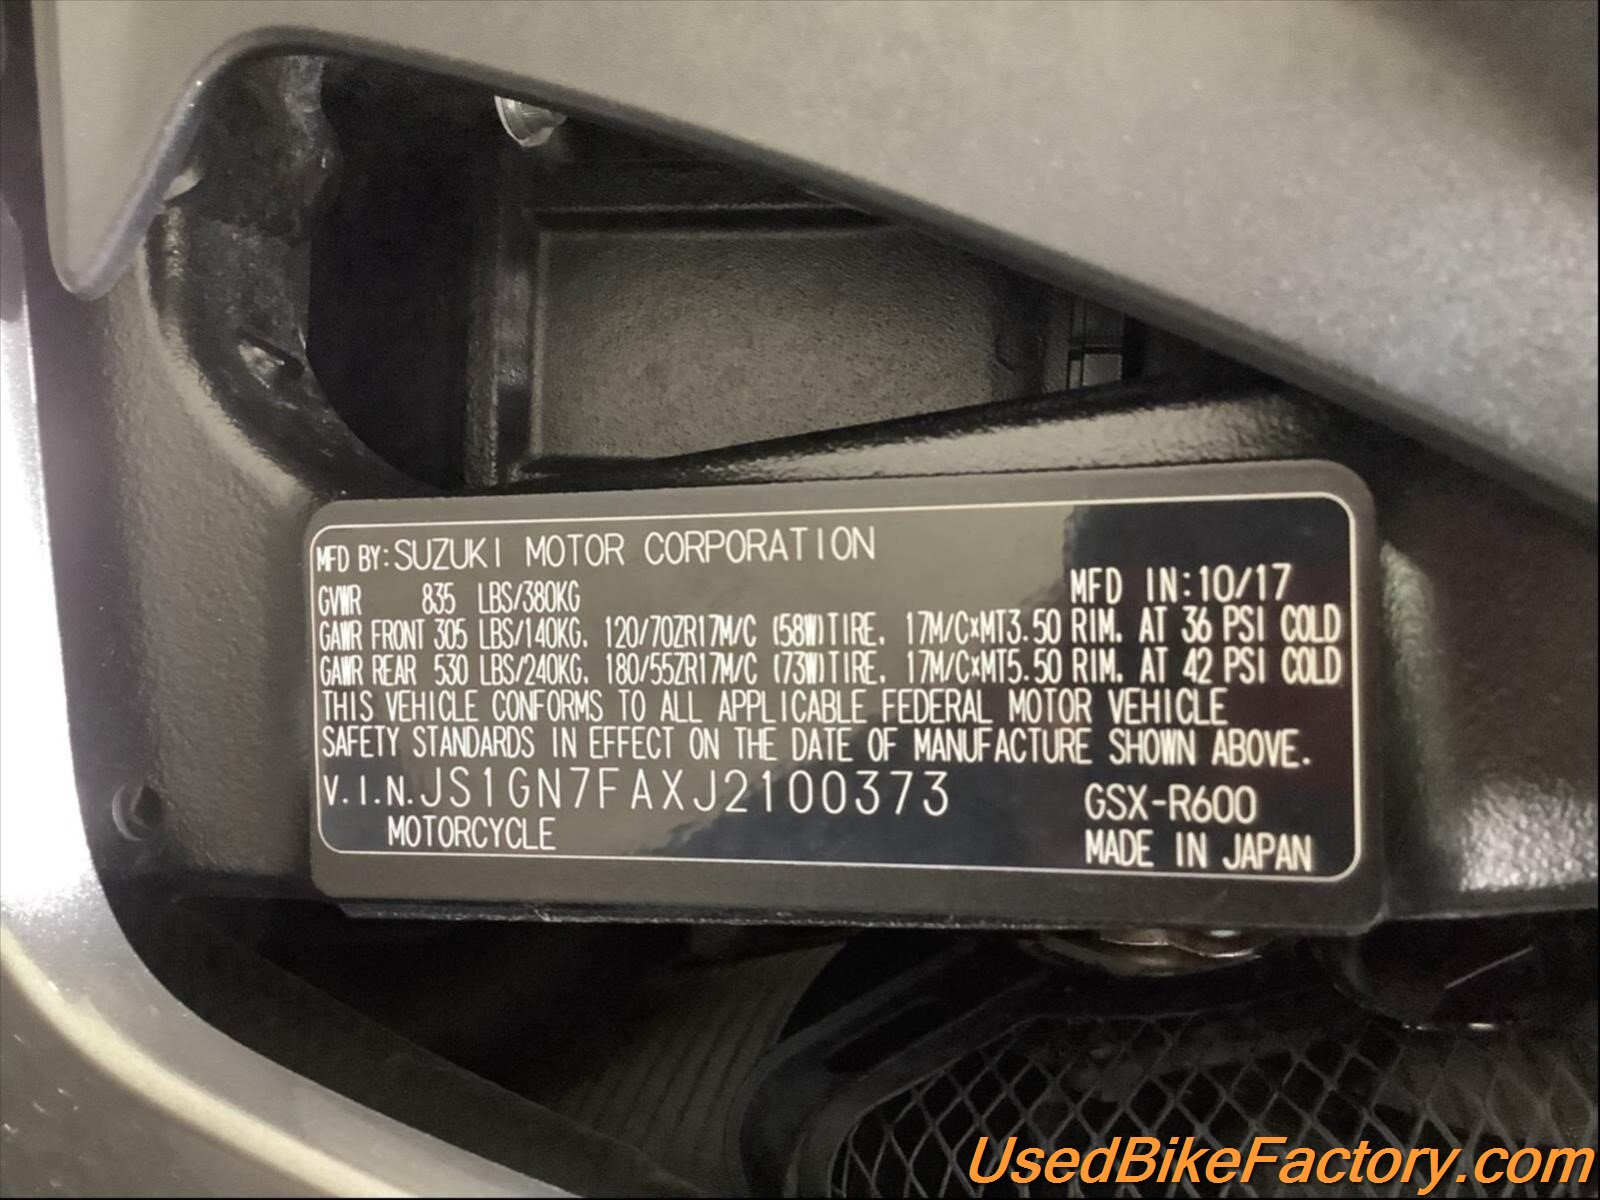 MFD BY: SUZUKI MOTOR CORPORATION
GVWR 835 LBS/380KG MFD IN: 10/17
GAWR FRONT 305 LBS/140KG. 120/70ZR17M/C (58W)TIRE. 17M/C×MT3.50 RIM. AT 36 PSI COLD
GAWR REAR 530 LBS/240KG. 180/55ZR17M/C (73W)TIRE. 17M/C×MT5.50 RIM. AT 42 PSI COLD
THIS VEHICLE CONFORMS TO ALL APPLICABLE FEDERAL MOTOR VEHICLE
SAFETY STANDARDS IN EFFECT ON THE DATE OF MANUFACTURE SHOWN ABOVE.
V.I.N. JS1GN7FAXJ2100373 GSX-R600
MOTORCYCLE MADE IN JAPAN
UsedBikeFactory.com